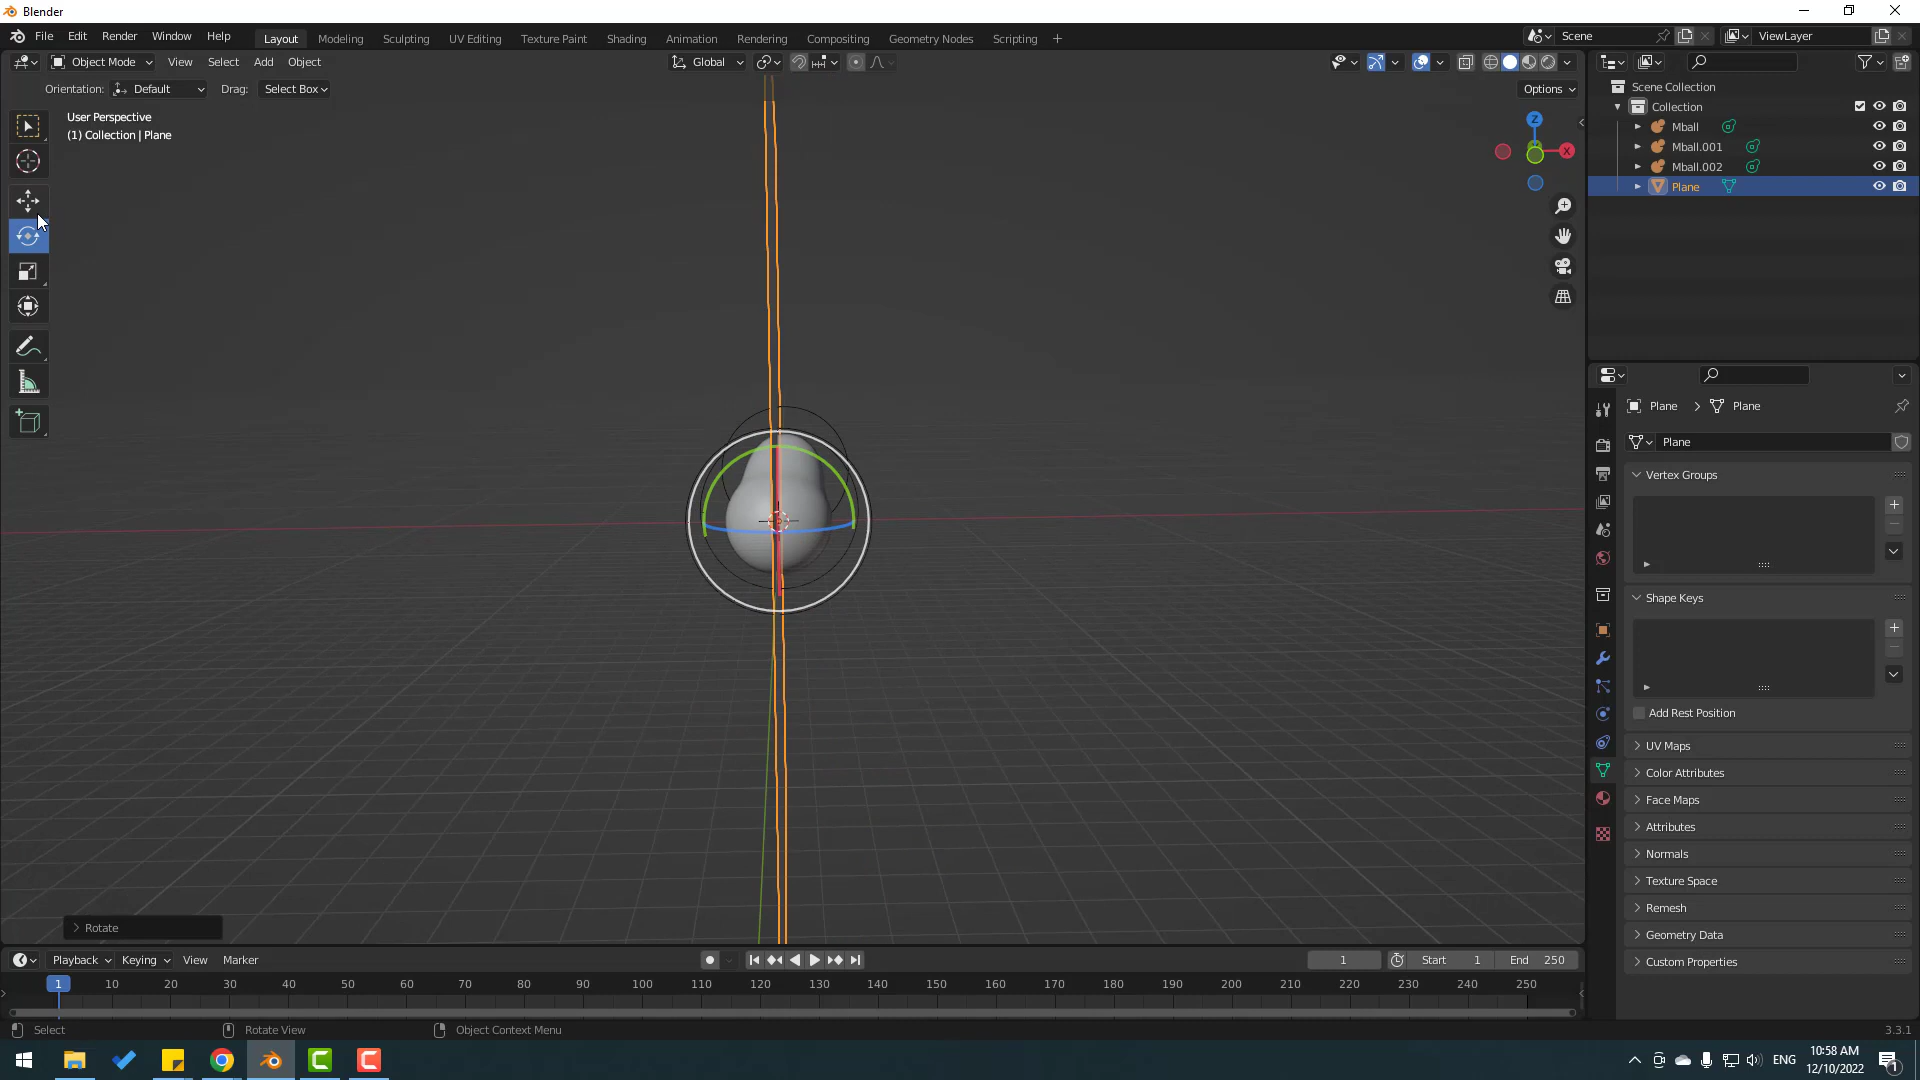 Blender
File Edit Render Window Help Layout Modeling Sculpting UV Editing Texture Paint Shading Animation Rendering Compositing Geometry Nodes Scripting Scene ViewLayer
Object Mode View Select Add Object Global
Orientation: Default Drag: Select Box Options
User Perspective
(1) Collection | Plane
Z
X
Scene Collection
Collection
Mball
Mball.001
Mball.002
Plane
Plane Plane
Plane
Vertex Groups
Shape Keys
Add Rest Position
UV Maps
Color Attributes
Face Maps
Attributes
Normals
Texture Space
Remesh
Geometry Data
Custom Properties
Rotate
Playback Keying View Marker 1 Start 1 End 250
1 10 20 30 40 50 60 70 80 90 100 110 120 130 140 150 160 170 180 190 200 210 220 230 240 250
Select Rotate View Object Context Menu 3.3.1
ENG 10:58 AM
12/10/2022
1